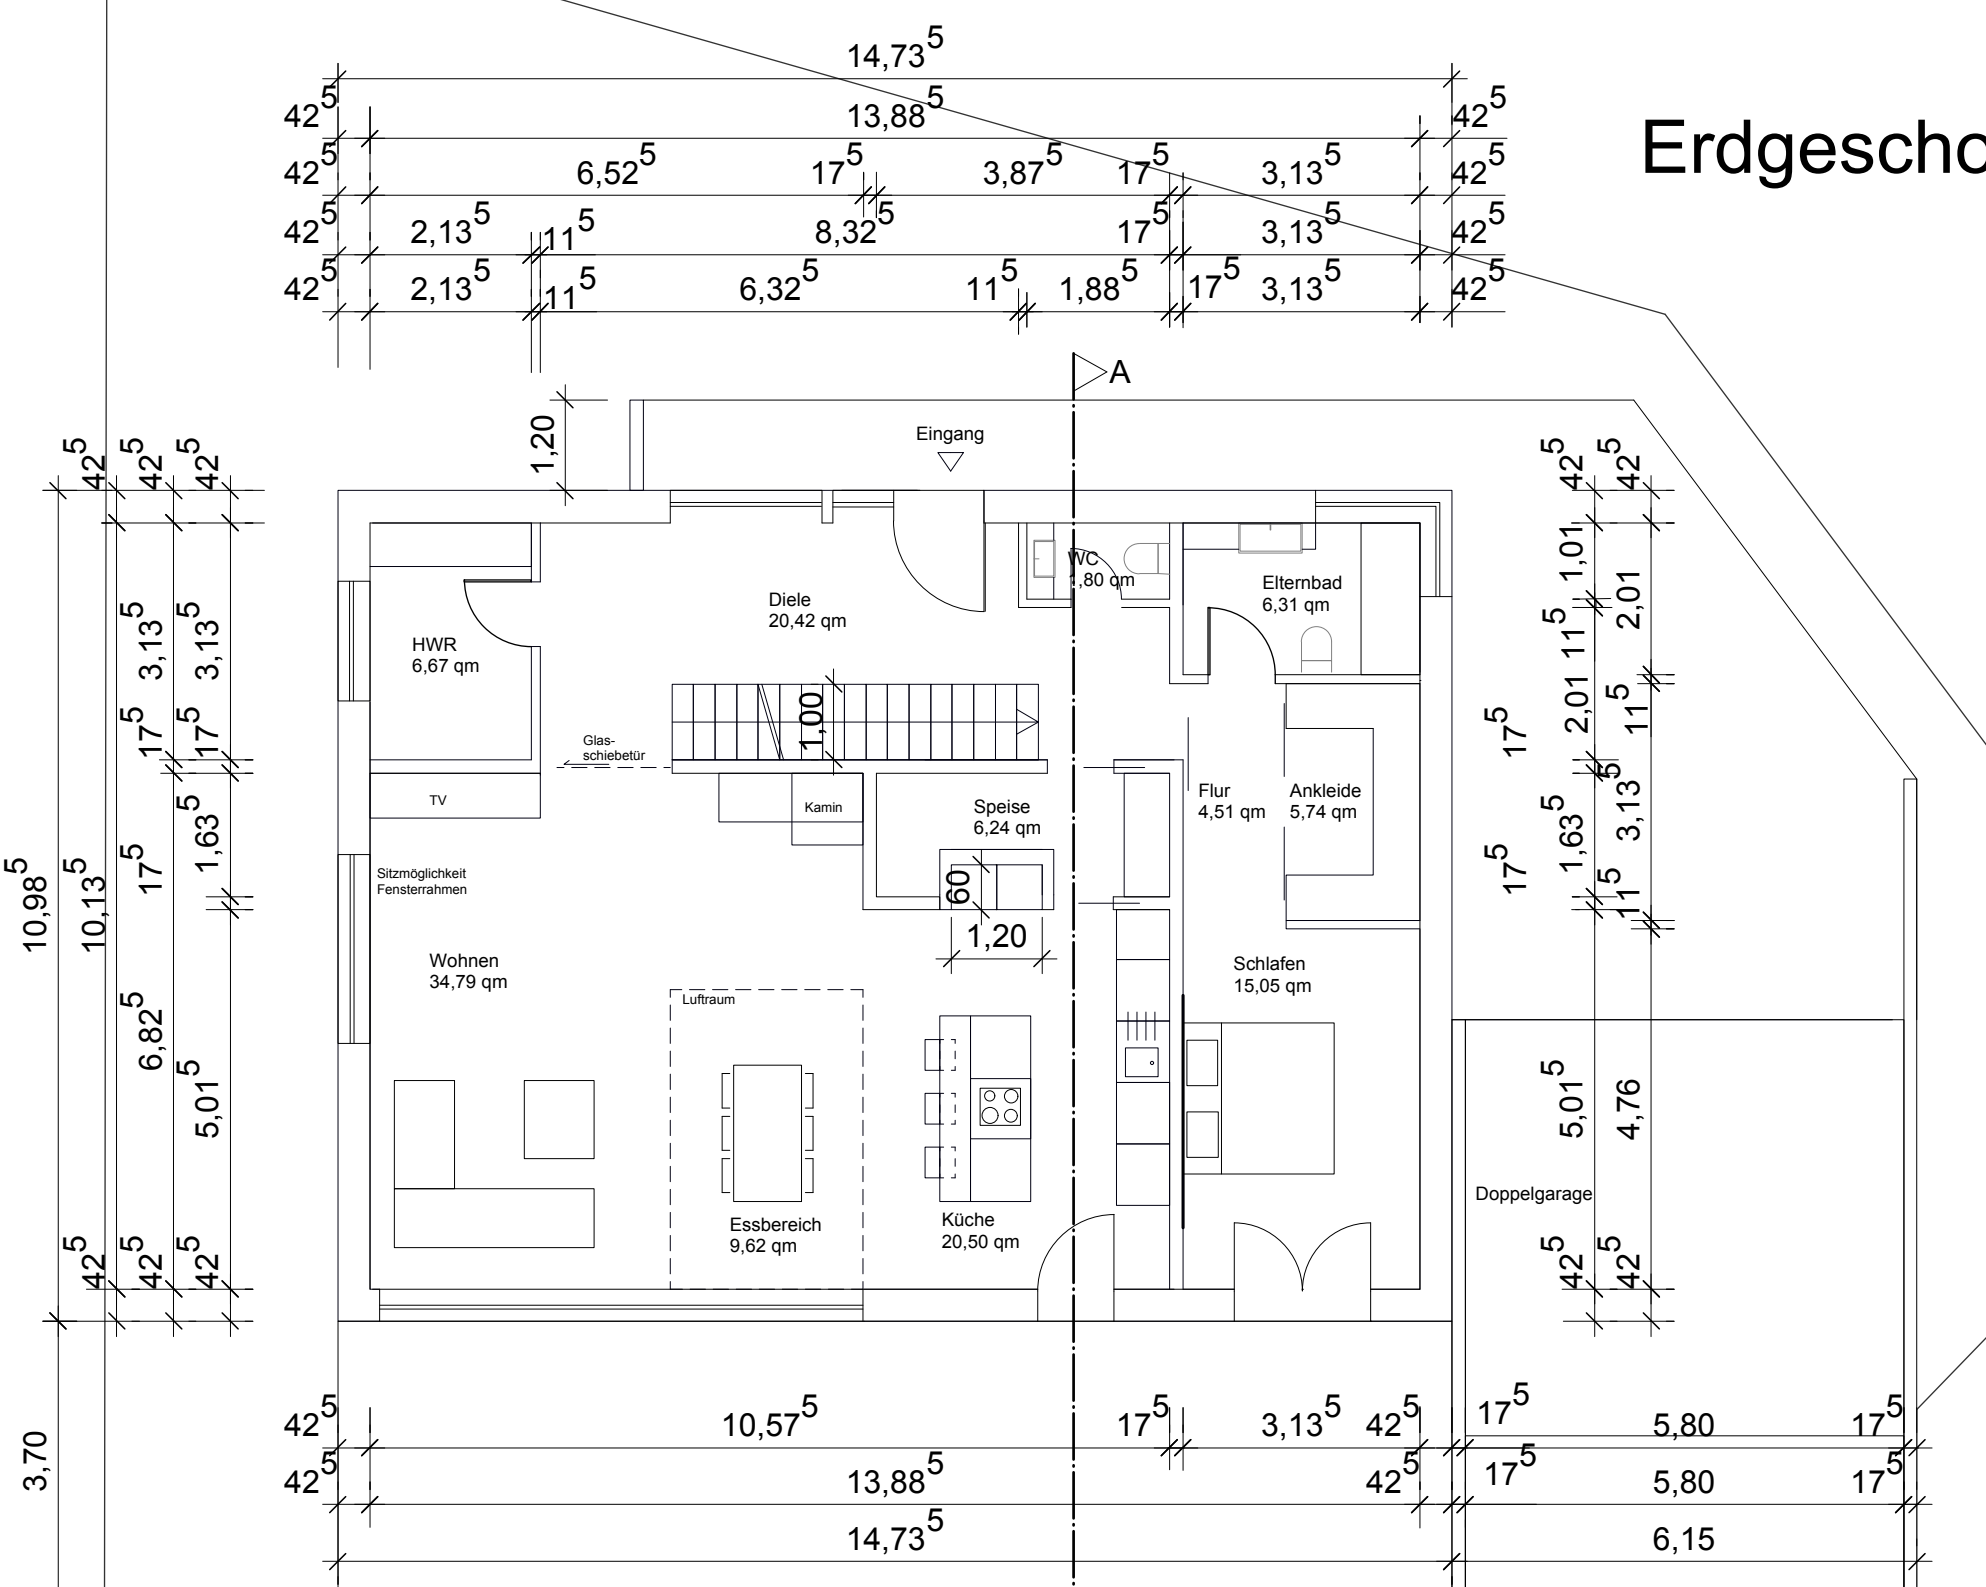 14,73⁵
42⁵ 13,88⁵ 42⁵
Erdgescho
42⁵ 6,52⁵ 17⁵ 3,87⁵ 17⁵ 3,13⁵ 42⁵
42⁵ 2,13⁵ 11⁵ 8,32⁵ 17⁵ 3,13⁵ 42⁵
42⁵ 2,13⁵ 11⁵ 6,32⁵ 11⁵ 1,88⁵ 17⁵ 3,13⁵ 42⁵
A
1,20
Eingang
10,98⁵
3,70
42⁵ 10,13⁵ 42⁵
42⁵ 3,13⁵ 17⁵ 17⁵ 6,82⁵ 42⁵
42⁵ 3,13⁵ 17⁵ 1,63⁵ 5,01⁵ 42⁵
HWR
6,67 qm
Diele
20,42 qm
WC
1,80 qm
Elternbad
6,31 qm
1,00
Glas-
schiebetür
TV
Kamin
Speise
6,24 qm
Flur
4,51 qm
Ankleide
5,74 qm
Sitzmöglichkeit
Fensterrahmen
60
1,20
Wohnen
34,79 qm
Luftraum
Schlafen
15,05 qm
Essbereich
9,62 qm
Küche
20,50 qm
Doppelgarage
17⁵
17⁵
42⁵ 1,01 11⁵ 2,01 1,63⁵ 5,01⁵ 42⁵
42⁵ 2,01 11⁵ 3,13⁵ 11⁵ 4,76 42⁵
42⁵ 10,57⁵ 17⁵ 3,13⁵ 42⁵ 17⁵ 5,80 17⁵
42⁵ 13,88⁵ 42⁵ 17⁵ 5,80 17⁵
14,73⁵ 6,15